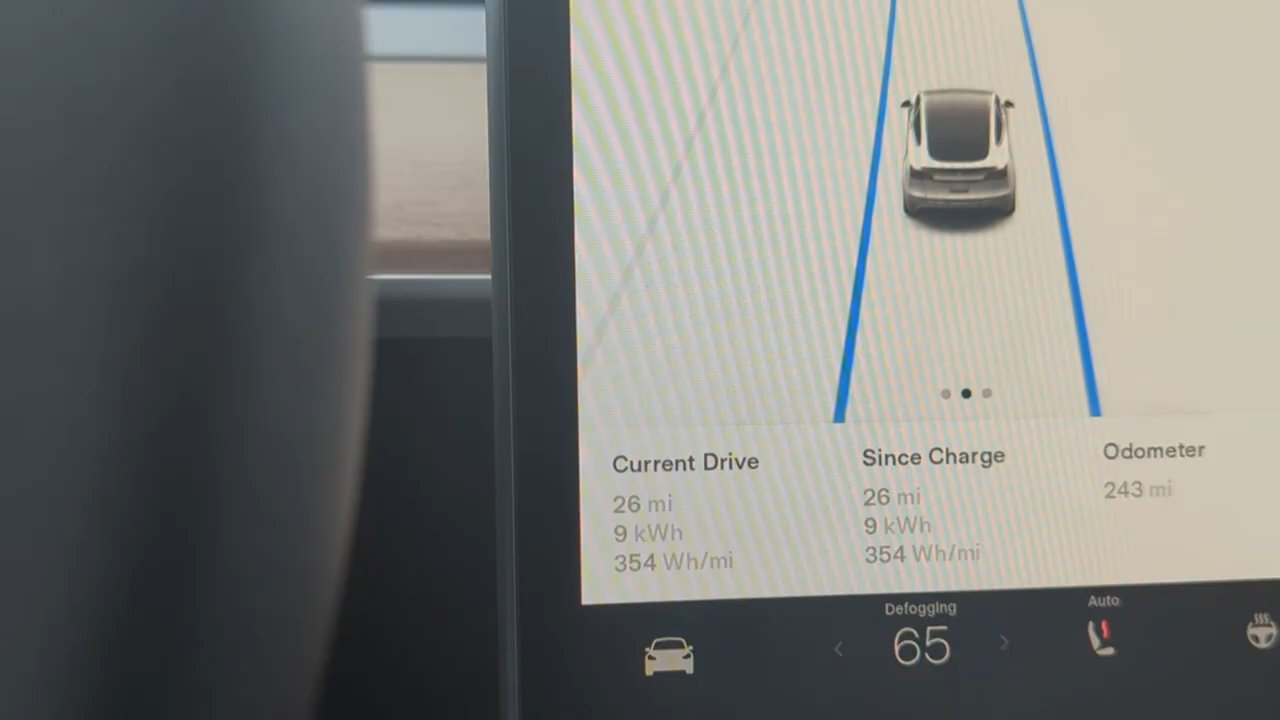 Current Drive
26 mi
9 kWh
354 Wh/mi
Since Charge
26 mi
9 kWh
354 Wh/mi
Odometer
243 mi
Defogging
65
Auto